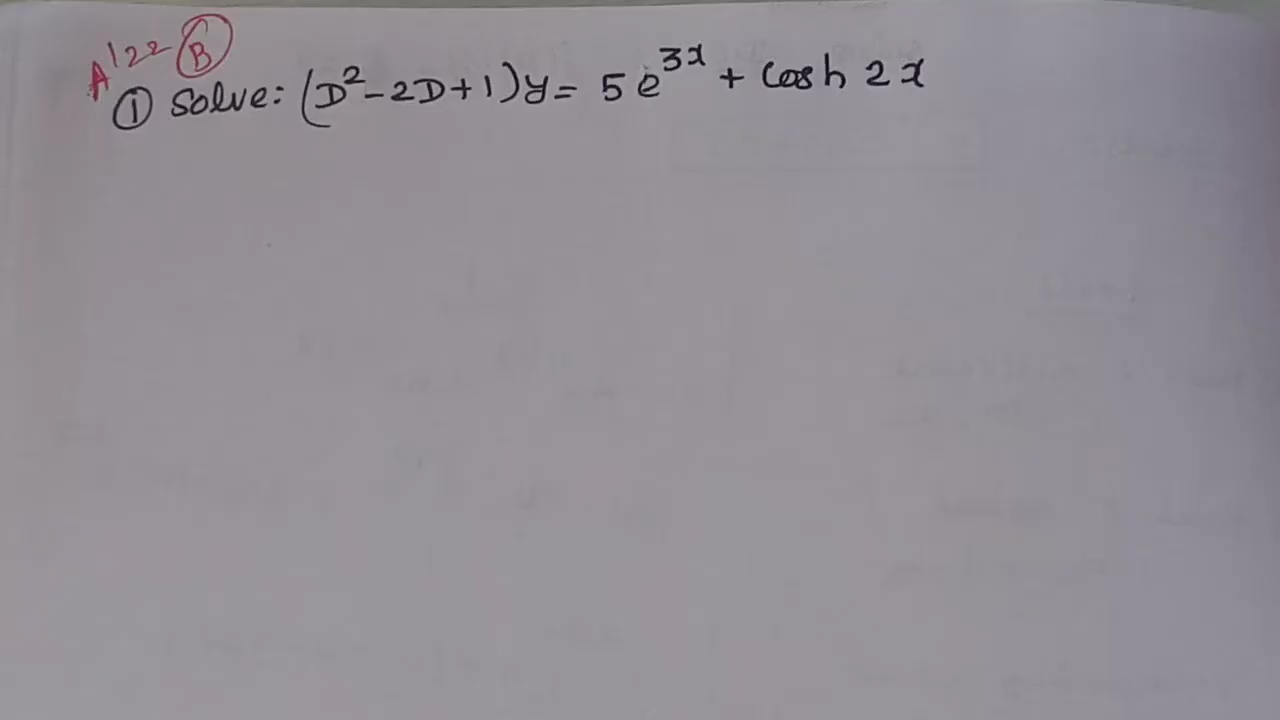 A'22 B
① Solve: (D²-2D+1)y = 5e³ˣ + Cosh 2x